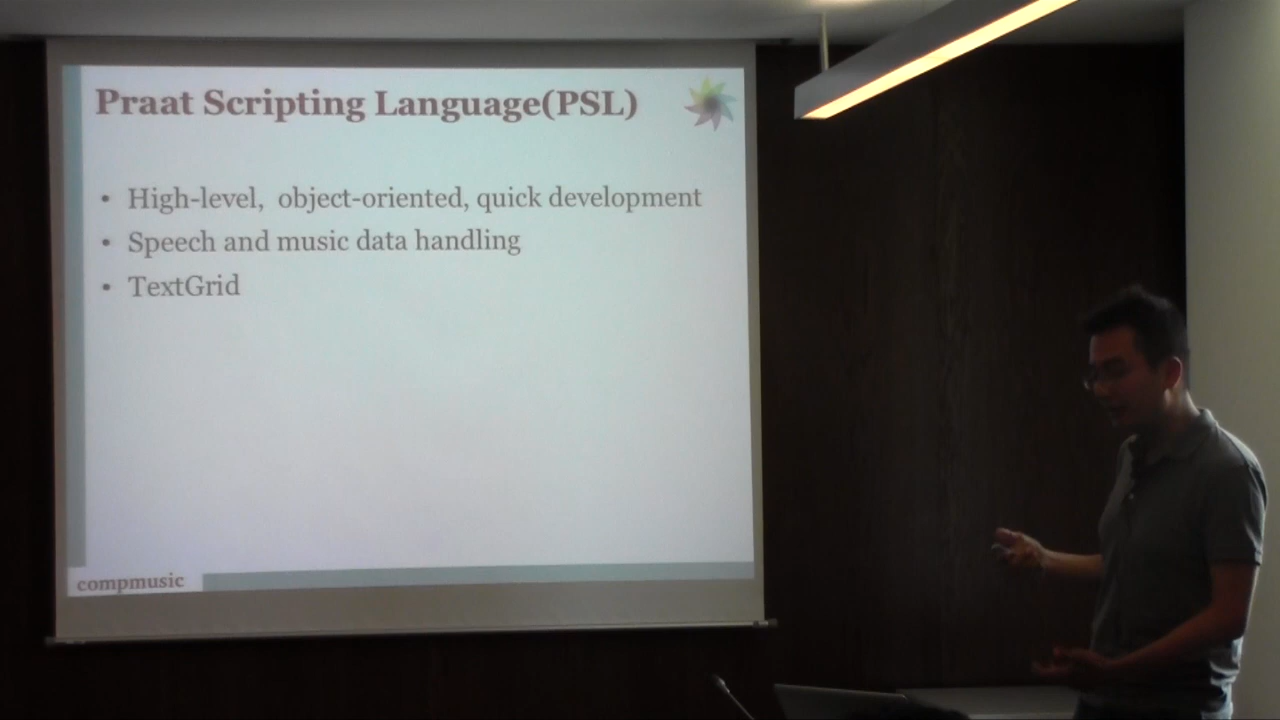 Praat Scripting Language(PSL)
• High-level, object-oriented, quick development
• Speech and music data handling
• TextGrid
compmusic